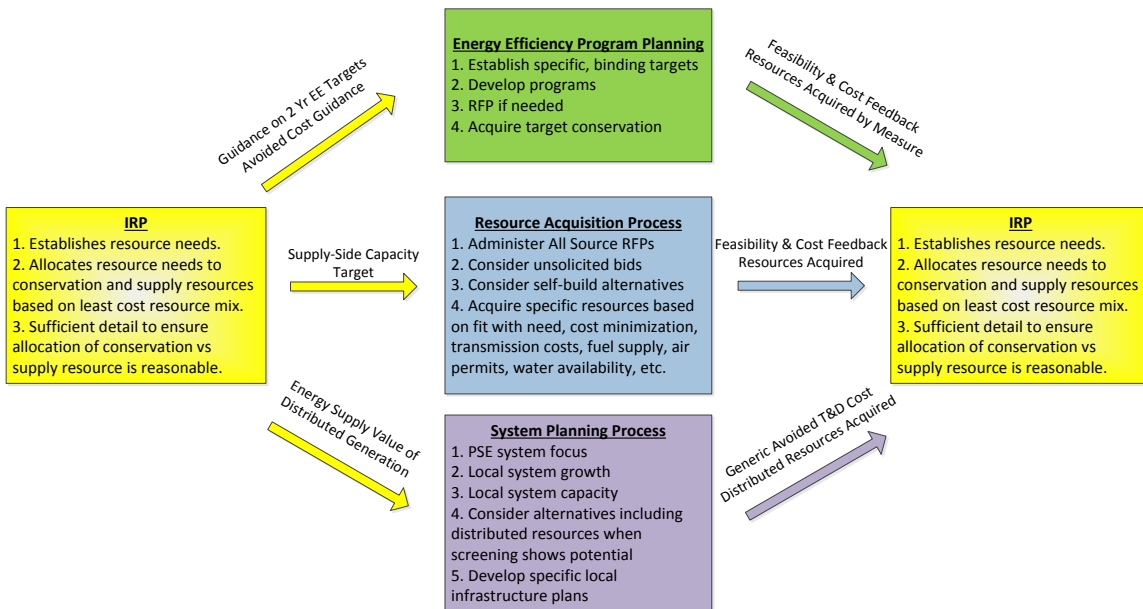 Energy Efficiency Program Planning
1. Establish specific, binding targets
2. Develop programs
3. RFP if needed
4. Acquire target conservation
Guidance on 2 Yr EE Targets
Avoided Cost Guidance
Feasibility & Cost Feedback
Resources Acquired by Measure
IRP
1. Establishes resource needs.
2. Allocates resource needs to
conservation and supply resources
based on least cost resource mix.
3. Sufficient detail to ensure
allocation of conservation vs
supply resource is reasonable.
Supply-Side Capacity
Target
Resource Acquisition Process
1. Administer All Source RFPs
2. Consider unsolicited bids
3. Consider self-build alternatives
4. Acquire specific resources based
on fit with need, cost minimization,
transmission costs, fuel supply, air
permits, water availability, etc.
Feasibility & Cost Feedback
Resources Acquired
IRP
1. Establishes resource needs.
2. Allocates resource needs to
conservation and supply resources
based on least cost resource mix.
3. Sufficient detail to ensure
allocation of conservation vs
supply resource is reasonable.
Energy Supply Value of
Distributed Generation
System Planning Process
1. PSE system focus
2. Local system growth
3. Local system capacity
4. Consider alternatives including
distributed resources when
screening shows potential
5. Develop specific local
infrastructure plans
Generic Avoided T&D Cost
Distributed Resources Acquired